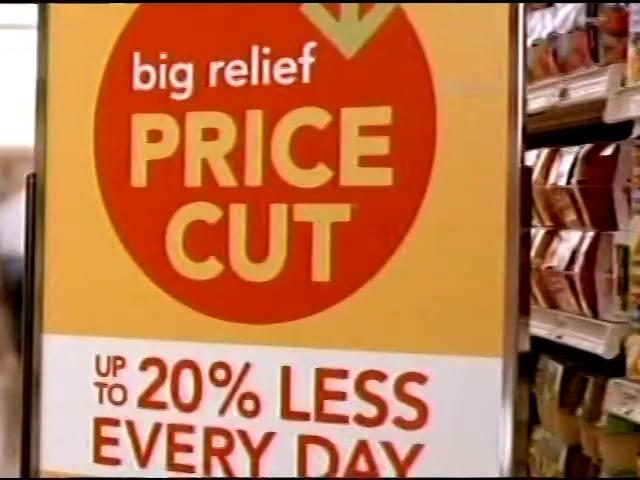 big relief
PRICE
CUT
UP
TO 20% LESS
EVERY DAY